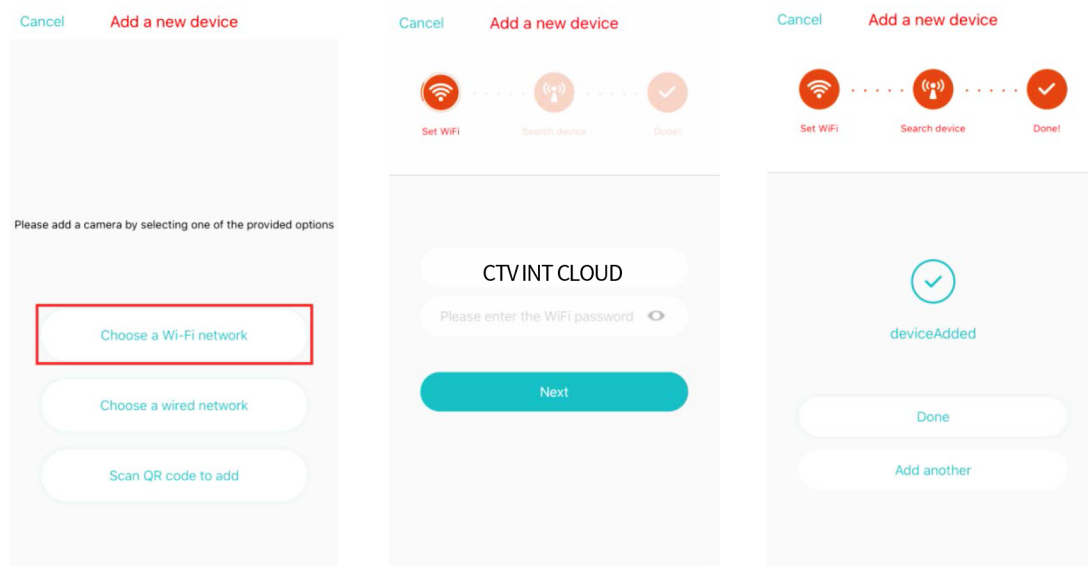 Cancel Add a new device
Please add a camera by selecting one of the provided options
Choose a Wi-Fi network
Choose a wired network
Scan QR code to add
Cancel Add a new device
Set WiFi Search device Done!
CTV INT CLOUD
Please enter the WiFi password
Next
Cancel Add a new device
Set WiFi Search device Done!
deviceAdded
Done
Add another